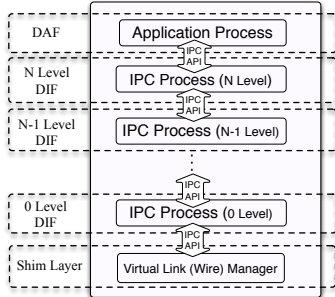 DAF
Application Process
IPC
API
N Level
DIF
IPC Process (N Level)
IPC
API
N-1 Level
DIF
IPC Process (N-1 Level)
IPC
API
0 Level
DIF
IPC Process (0 Level)
IPC
API
Shim Layer
Virtual Link (Wire) Manager